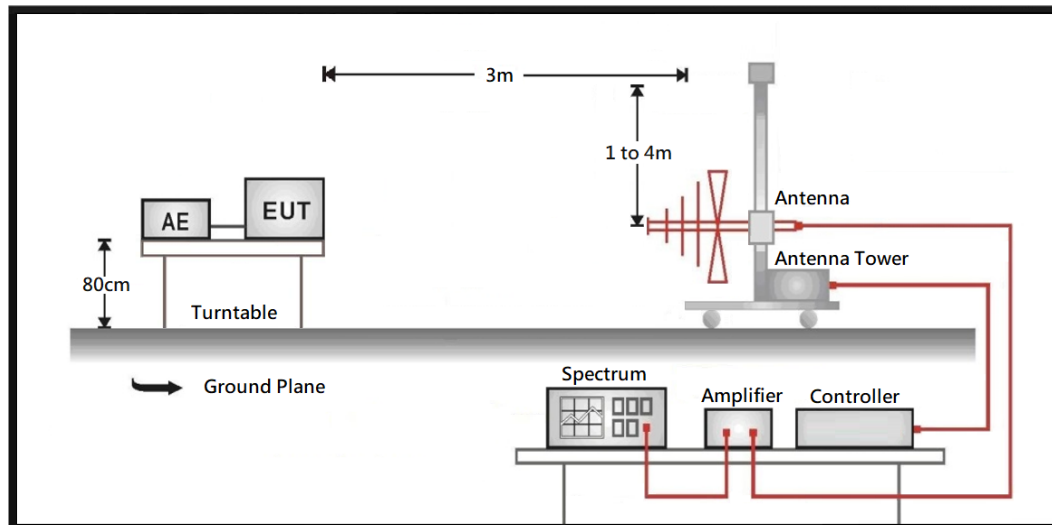 3m
1 to 4m
AE
EUT
Antenna
Antenna Tower
80cm
Turntable
Ground Plane
Spectrum
Amplifier
Controller